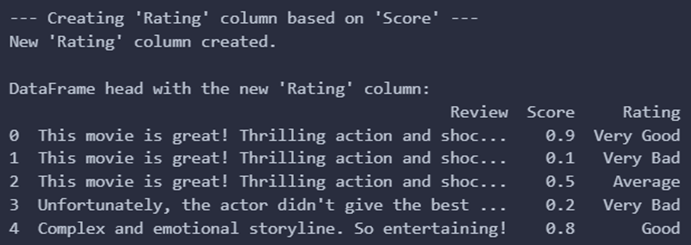 --- Creating 'Rating' column based on 'Score' ---
New 'Rating' column created.

DataFrame head with the new 'Rating' column:
                                              Review  Score     Rating
0  This movie is great! Thrilling action and shoc...    0.9  Very Good
1  This movie is great! Thrilling action and shoc...    0.1   Very Bad
2  This movie is great! Thrilling action and shoc...    0.5    Average
3  Unfortunately, the actor didn't give the best ...    0.2   Very Bad
4  Complex and emotional storyline. So entertaining!    0.8       Good